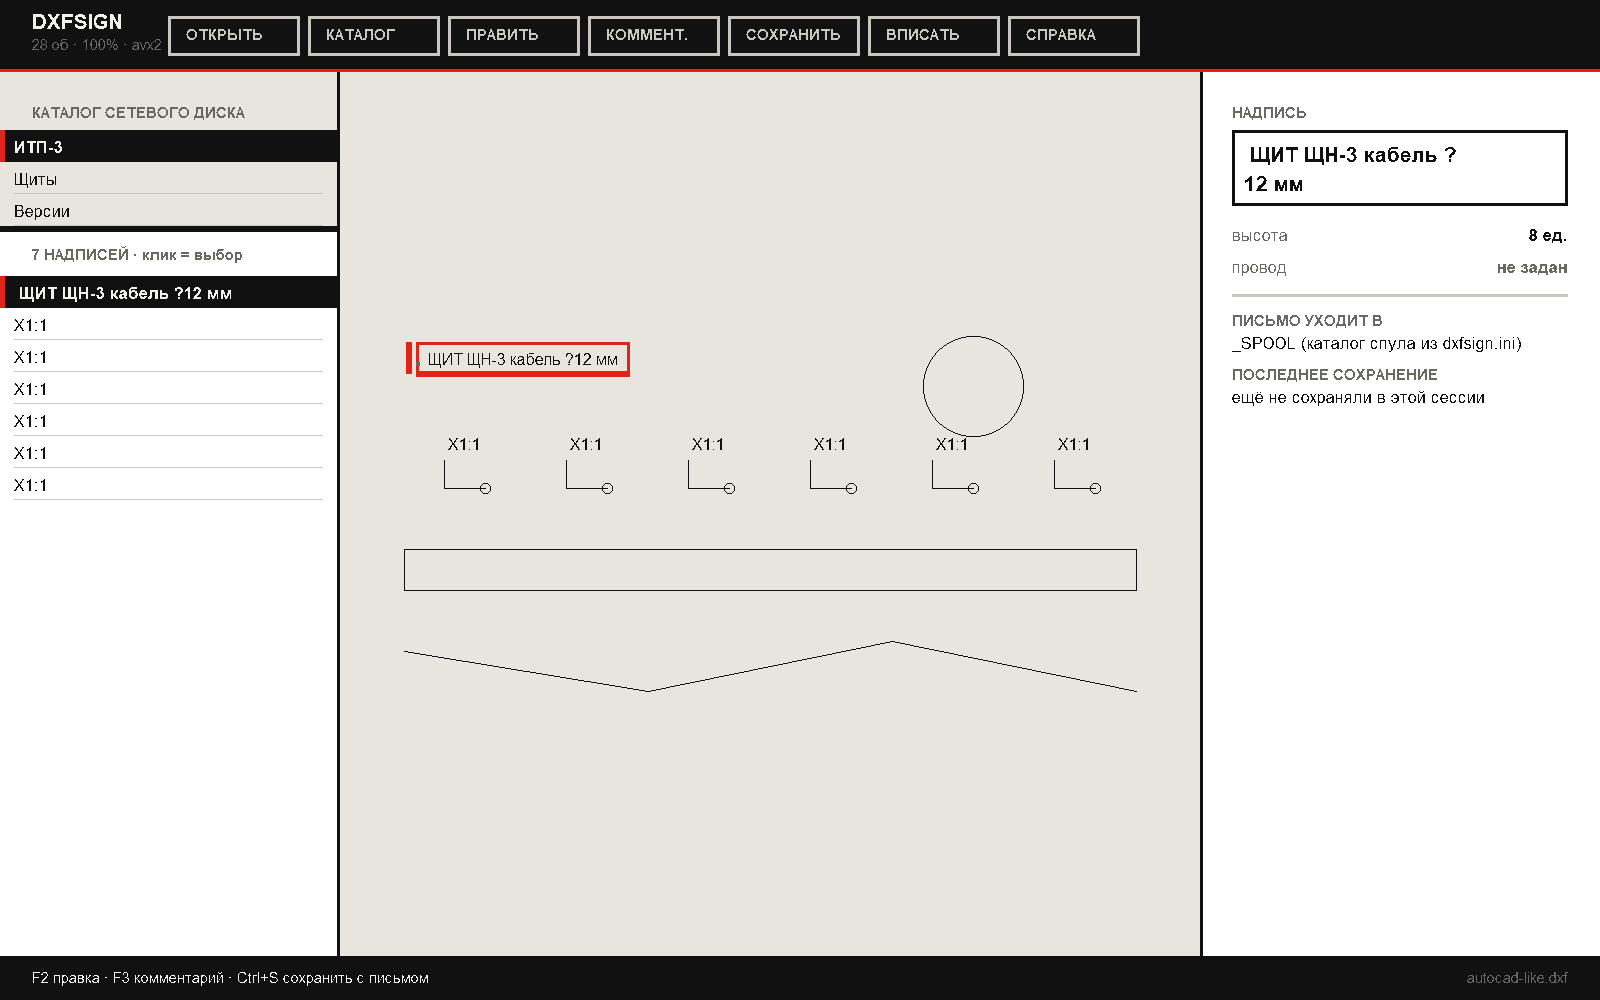 DXFSIGN
28 об · 100% · avx2
ОТКРЫТЬ
КАТАЛОГ
ПРАВИТЬ
КОММЕНТ.
СОХРАНИТЬ
ВПИСАТЬ
СПРАВКА
КАТАЛОГ СЕТЕВОГО ДИСКА
ИТП-3
Щиты
Версии
7 НАДПИСЕЙ · клик = выбор
ЩИТ ЩН-3 кабель ?12 мм
X1:1
X1:1
X1:1
X1:1
X1:1
X1:1
ЩИТ ЩН-3 кабель ?12 мм
X1:1 X1:1 X1:1 X1:1 X1:1 X1:1
НАДПИСЬ
ЩИТ ЩН-3 кабель ?
12 мм
высота 8 ед.
провод не задан
ПИСЬМО УХОДИТ В
_SPOOL (каталог спула из dxfsign.ini)
ПОСЛЕДНЕЕ СОХРАНЕНИЕ
ещё не сохраняли в этой сессии
F2 правка · F3 комментарий · Ctrl+S сохранить с письмом
autocad-like.dxf